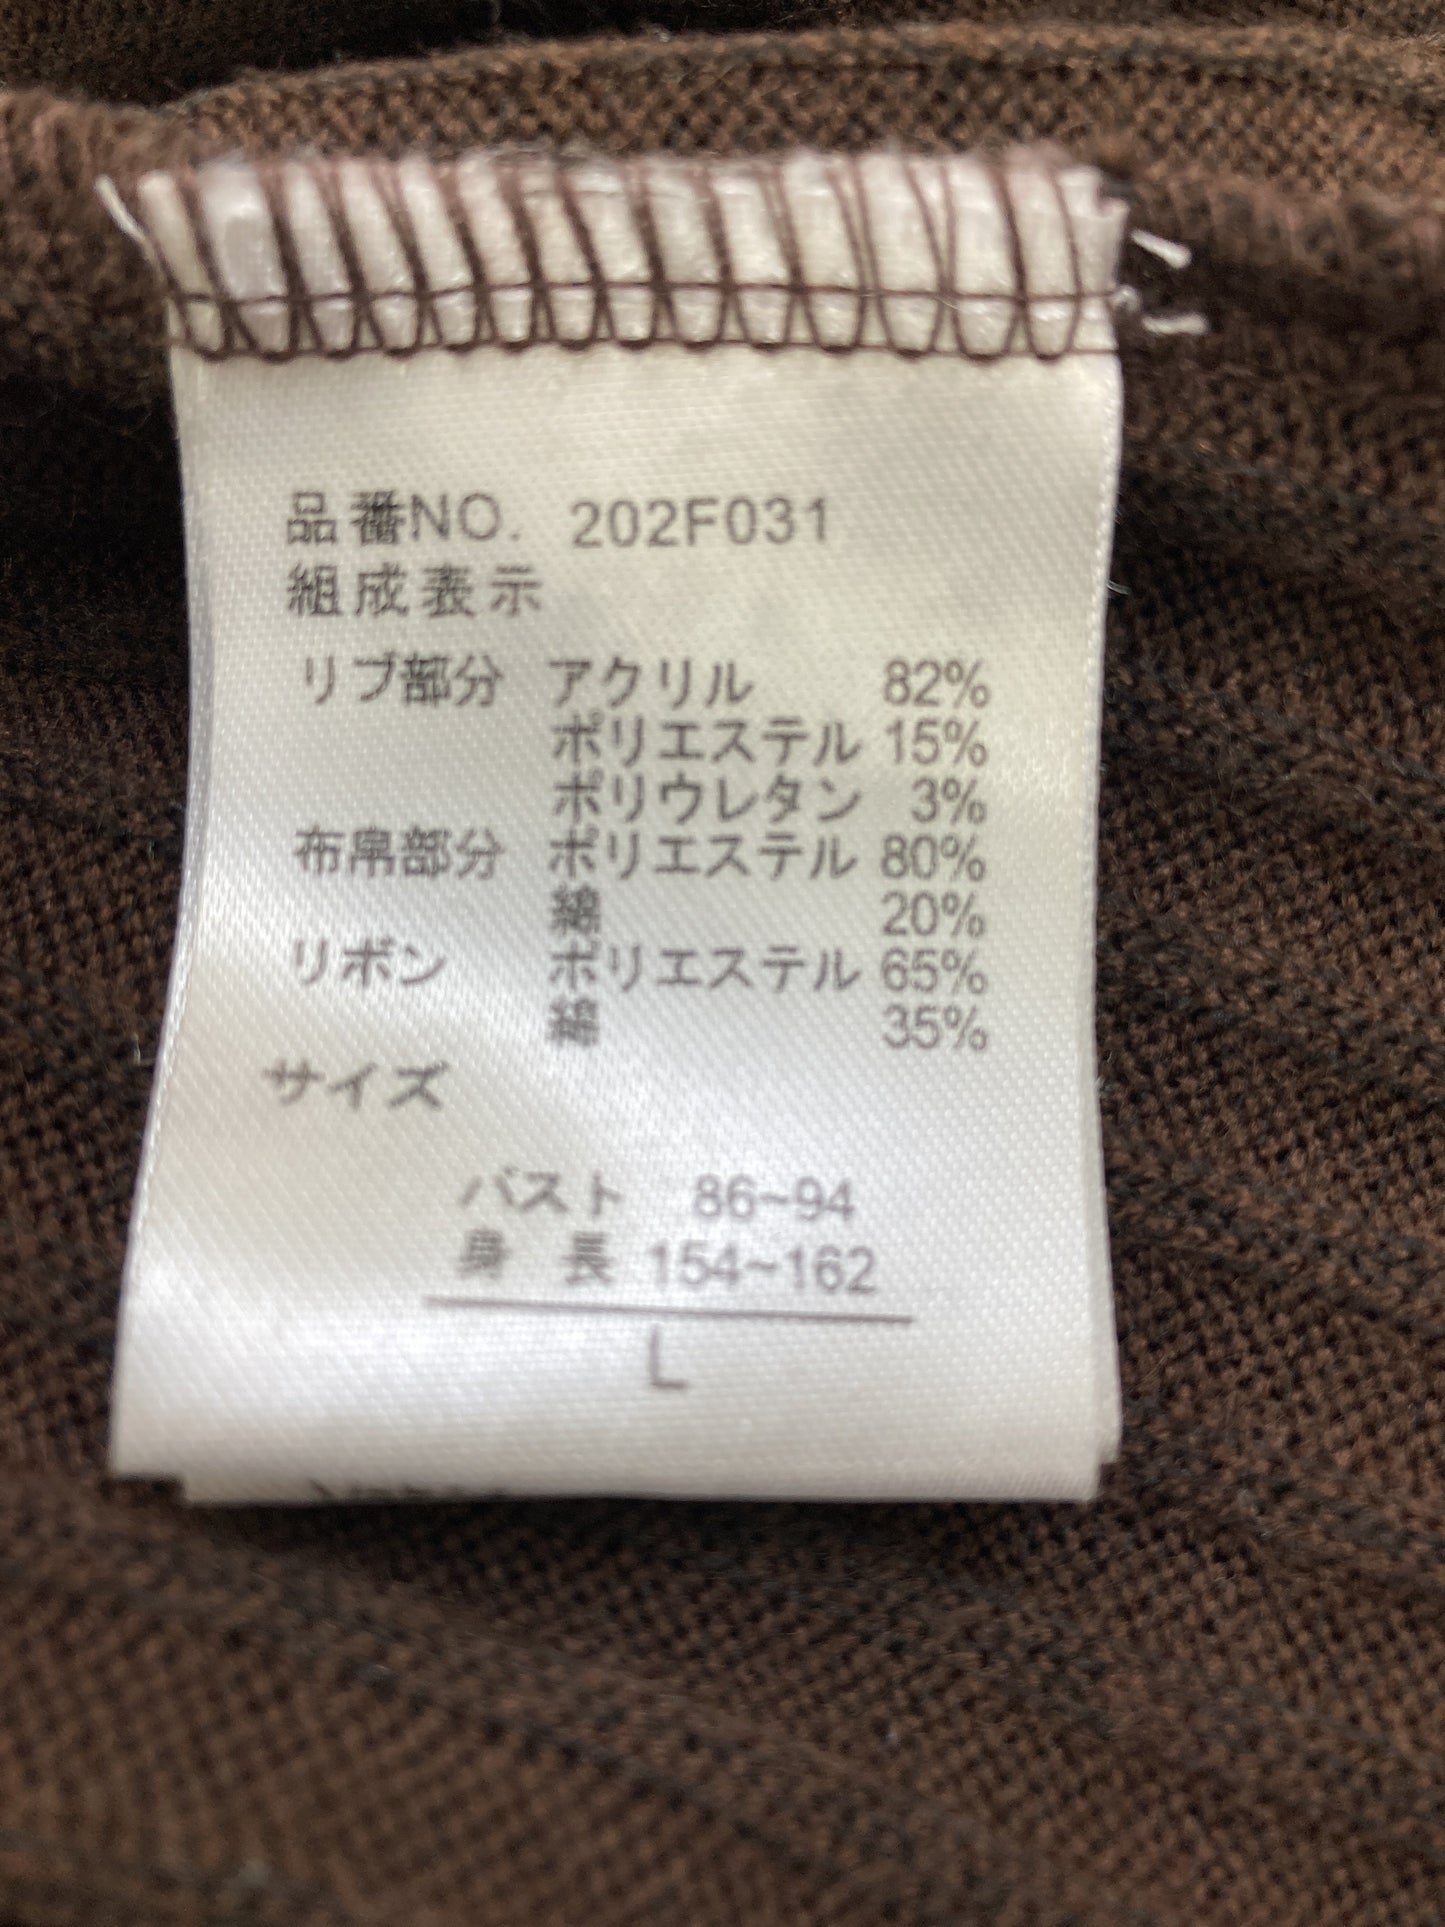 品番NO. 202F031
組成表示
リブ部分 アクリル 82%
ポリエステル 15%
ポリウレタン 3%
布帛部分 ポリエステル 80%
綿 20%
リボン ポリエステル 65%
綿 35%
サイズ
バスト 86~94
身長 154~162
L